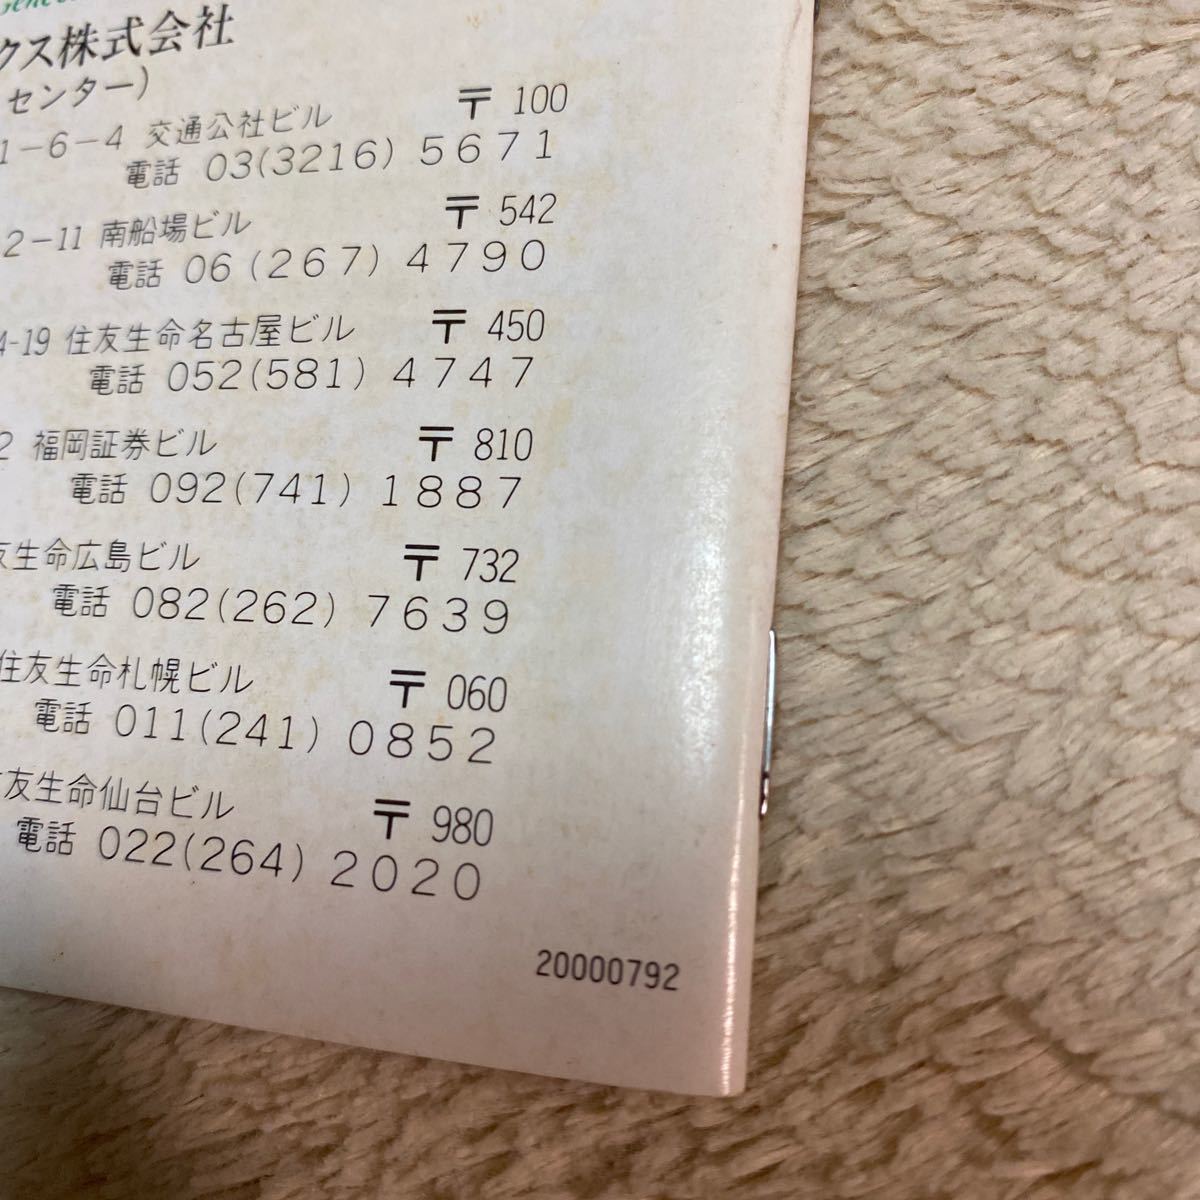 クス株式会社
センター)
1-6-4 交通公社ビル 〒 100
電話 03(3216) 5671
2-11 南船場ビル 〒 542
電話 06 (267) 4790
4-19 住友生命名古屋ビル 〒 450
電話 052(581) 4747
2 福岡証券ビル 〒 810
電話 092(741) 1887
友生命広島ビル 〒 732
電話 082(262) 7639
住友生命札幌ビル 〒 060
電話 011(241) 0852
友生命仙台ビル 〒 980
電話 022(264) 2020
20000792